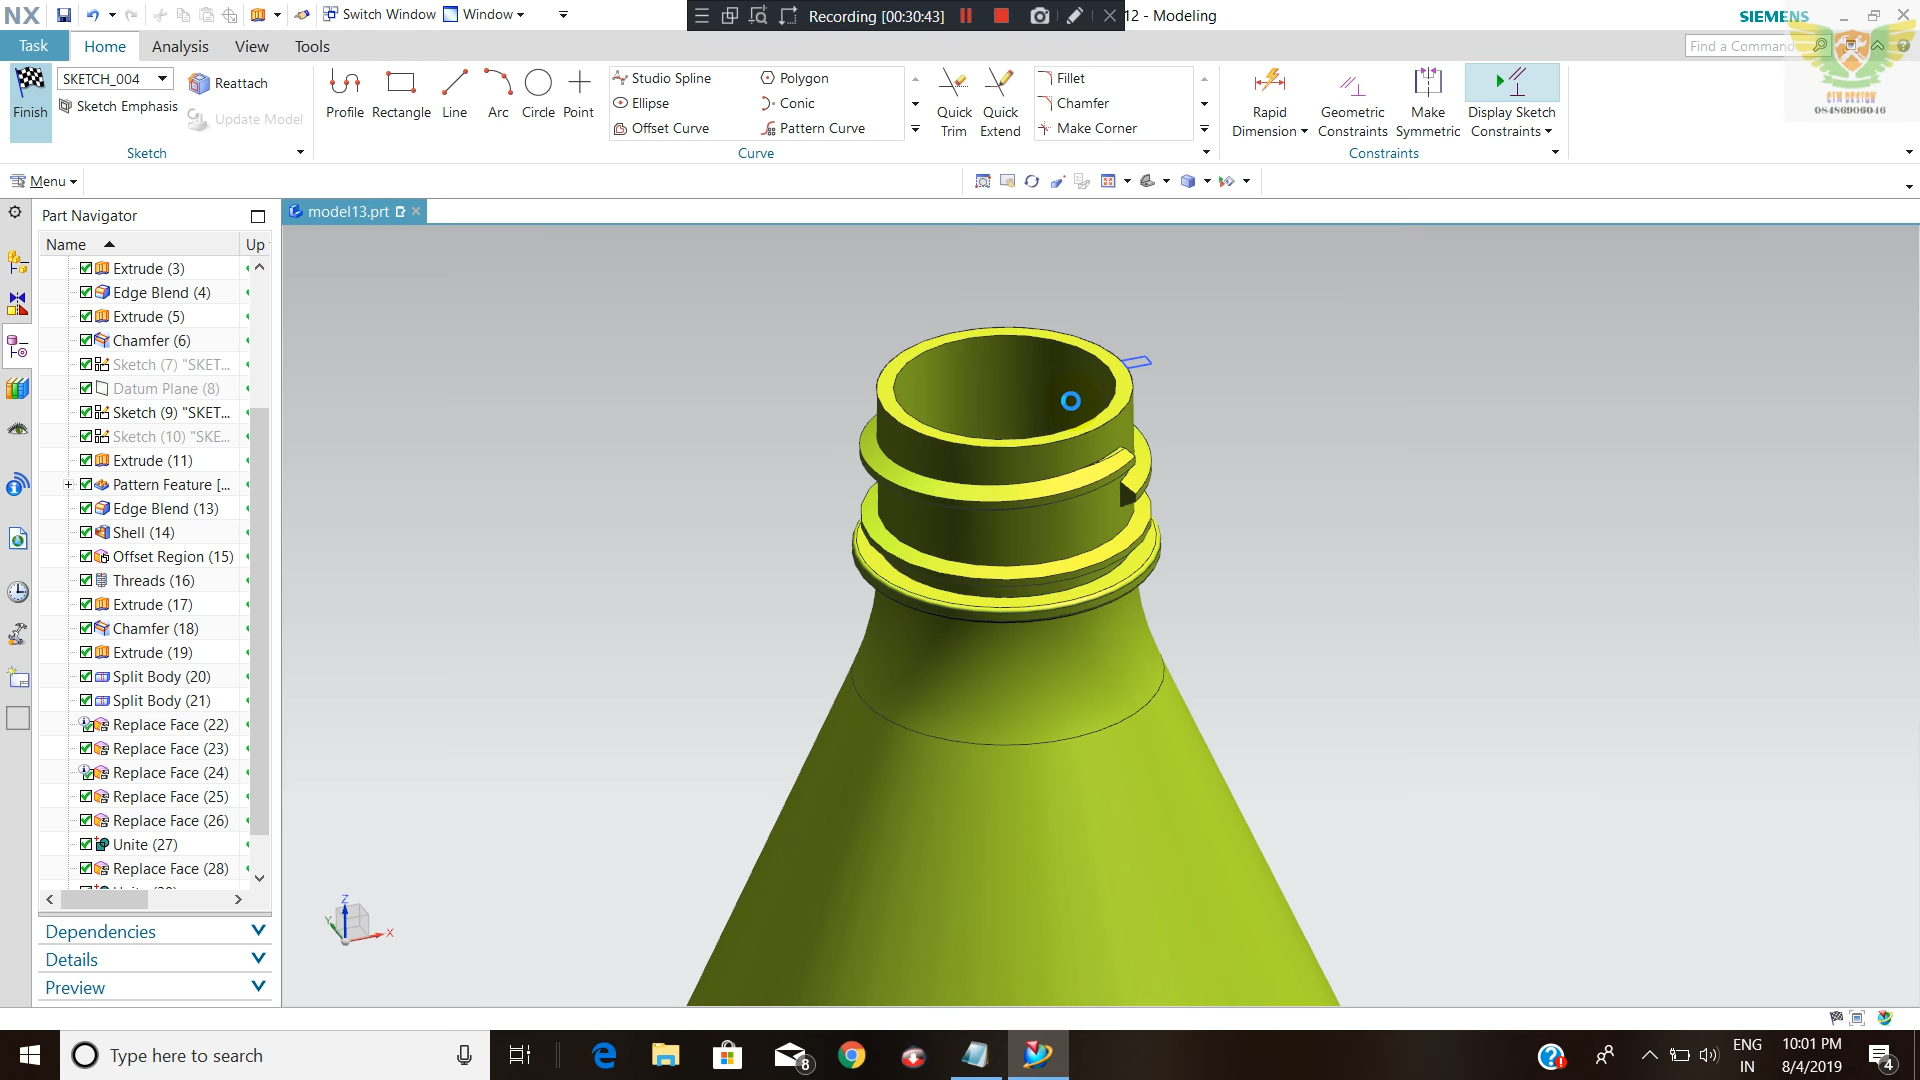 NX
Switch Window
Window
Recording [00:30:43]
12 - Modeling
SIEMENS
Task
Home
Analysis
View
Tools
Find a Command
Finish
SKETCH_004
Sketch Emphasis
Reattach
Update Model
Sketch
Profile
Rectangle
Line
Arc
Circle
Point
Studio Spline
Ellipse
Offset Curve
Polygon
Conic
Pattern Curve
Curve
Quick Trim
Quick Extend
Fillet
Chamfer
Make Corner
Rapid Dimension
Geometric Constraints
Make Symmetric
Display Sketch Constraints
Constraints
CTM DESIGN
08486906046
Menu
Part Navigator
model13.prt
Name
Up
Extrude (3)
Edge Blend (4)
Extrude (5)
Chamfer (6)
Sketch (7) "SKET...
Datum Plane (8)
Sketch (9) "SKET...
Sketch (10) "SKE...
Extrude (11)
Pattern Feature [...
Edge Blend (13)
Shell (14)
Offset Region (15)
Threads (16)
Extrude (17)
Chamfer (18)
Extrude (19)
Split Body (20)
Split Body (21)
Replace Face (22)
Replace Face (23)
Replace Face (24)
Replace Face (25)
Replace Face (26)
Unite (27)
Replace Face (28)
Dependencies
Details
Preview
Z
Y
X
Type here to search
8
ENG
IN
10:01 PM
8/4/2019
4